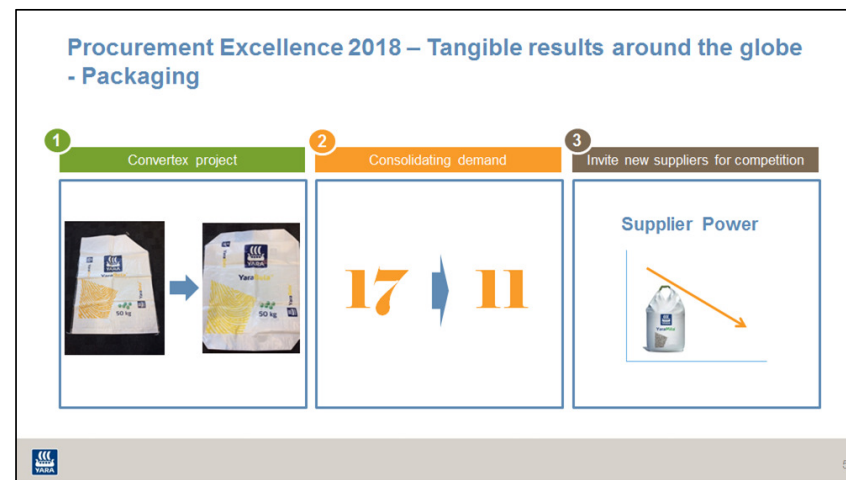 Procurement Excellence 2018 – Tangible results around the globe
- Packaging
1
Convertex project
2
Consolidating demand
3
Invite new suppliers for competition
YARA
50 kg
YARA
50 kg
17
11
Supplier Power
YARA